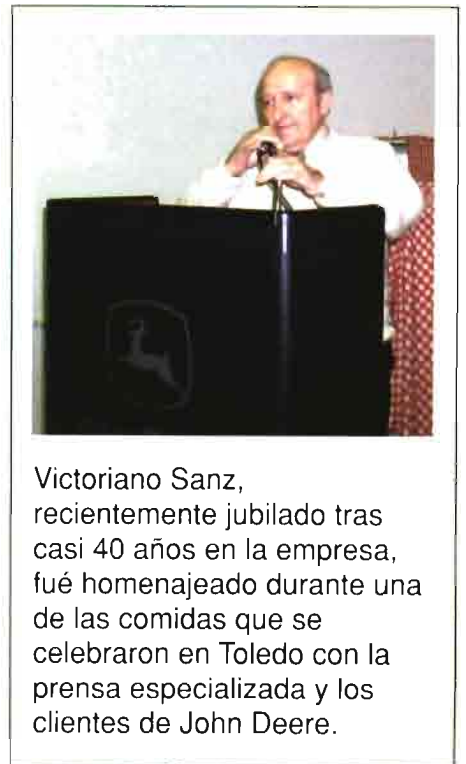 Victoriano Sanz,
recientemente jubilado tras
casi 40 años en la empresa,
fué homenajeado durante una
de las comidas que se
celebraron en Toledo con la
prensa especializada y los
clientes de John Deere.